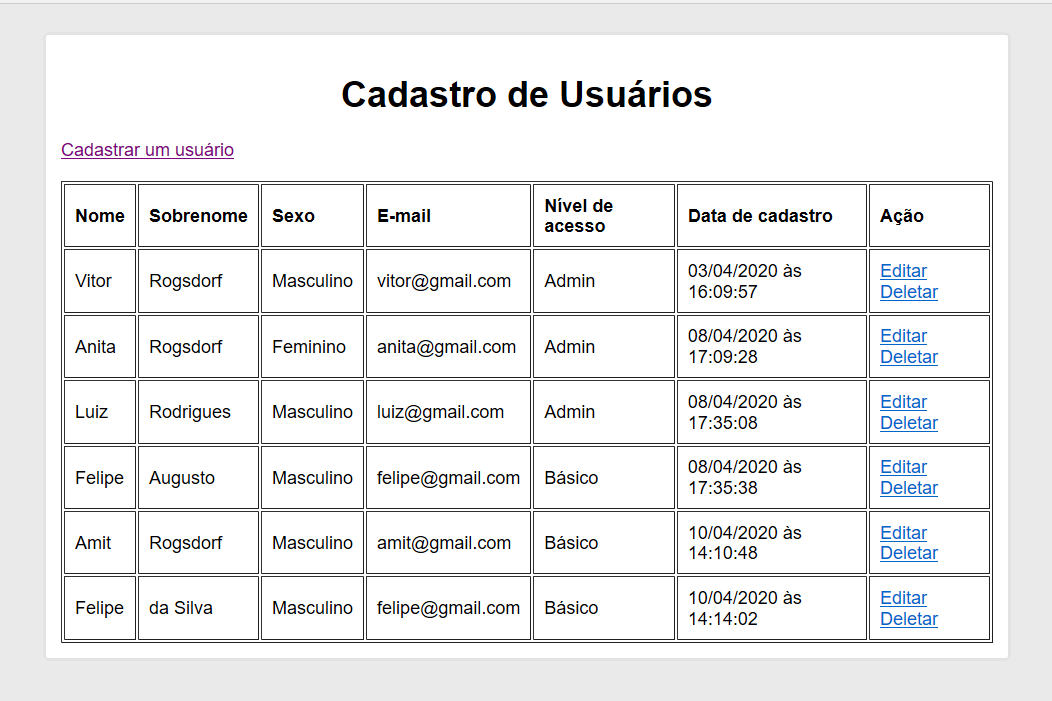 Cadastro de Usuários
Cadastrar um usuário
Nome Sobrenome Sexo E-mail Nível de acesso Data de cadastro Ação
Vitor Rogsdorf Masculino vitor@gmail.com Admin 03/04/2020 às 16:09:57 Editar Deletar
Anita Rogsdorf Feminino anita@gmail.com Admin 08/04/2020 às 17:09:28 Editar Deletar
Luiz Rodrigues Masculino luiz@gmail.com Admin 08/04/2020 às 17:35:08 Editar Deletar
Felipe Augusto Masculino felipe@gmail.com Básico 08/04/2020 às 17:35:38 Editar Deletar
Amit Rogsdorf Masculino amit@gmail.com Básico 10/04/2020 às 14:10:48 Editar Deletar
Felipe da Silva Masculino felipe@gmail.com Básico 10/04/2020 às 14:14:02 Editar Deletar